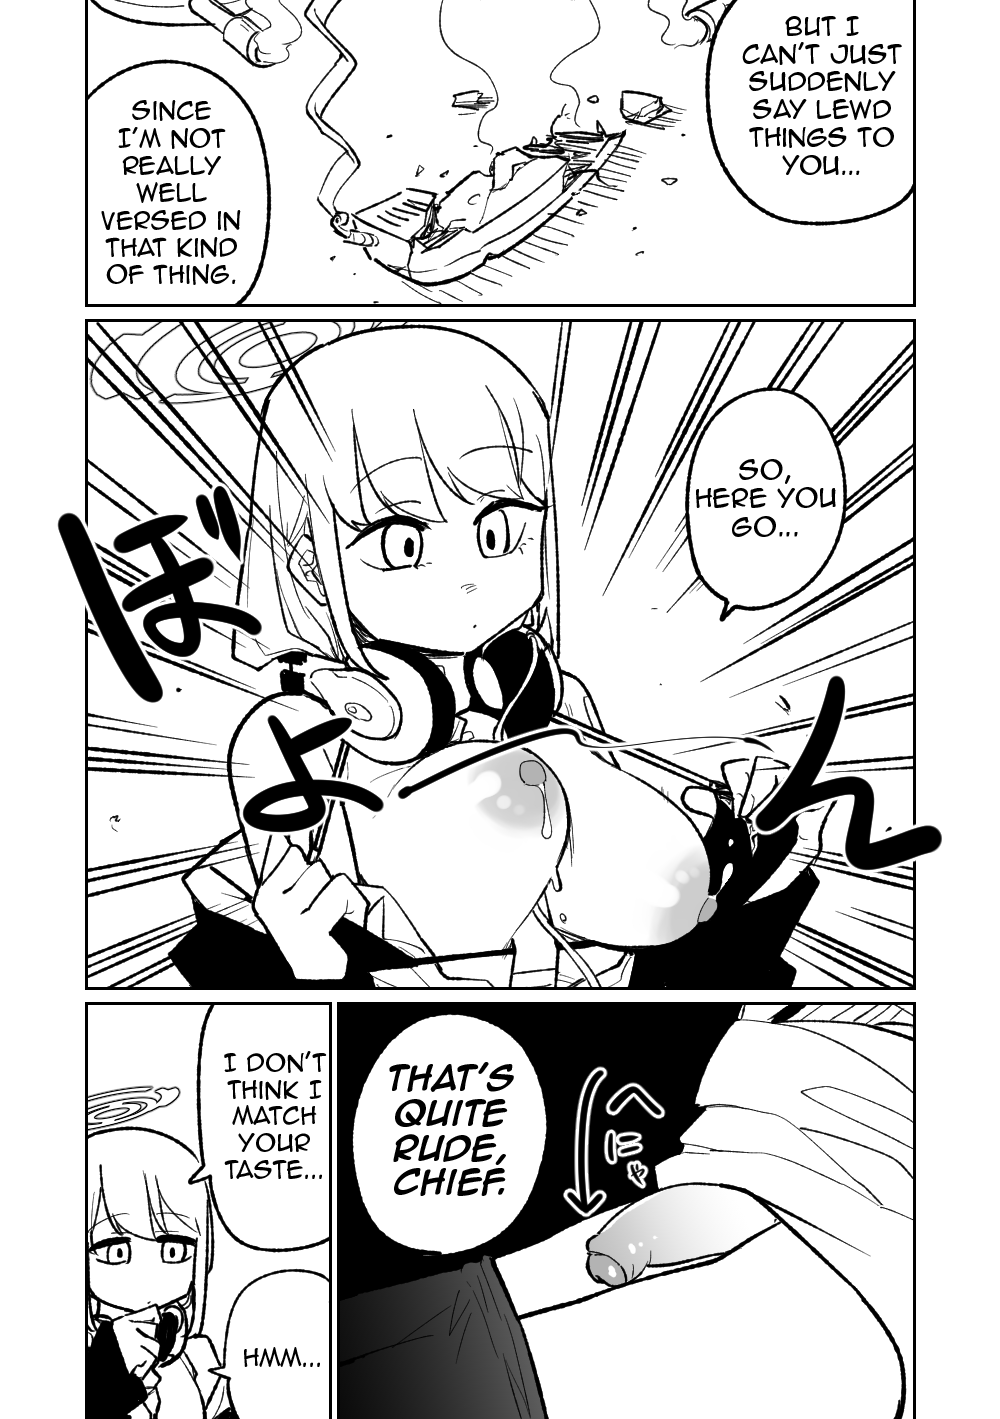 BUT I
CAN'T JUST
SUDDENLY
SAY LEWD
THINGS TO
YOU...
SINCE
I'M NOT
REALLY
WELL
VERSED IN
THAT KIND
OF THING.
SO,
HERE YOU
GO...
ぼ
よ
ん
THAT'S
QUITE
RUDE,
CHIEF.
へ
に
ゃ
I DON'T
THINK I
MATCH
YOUR
TASTE...
HMM...